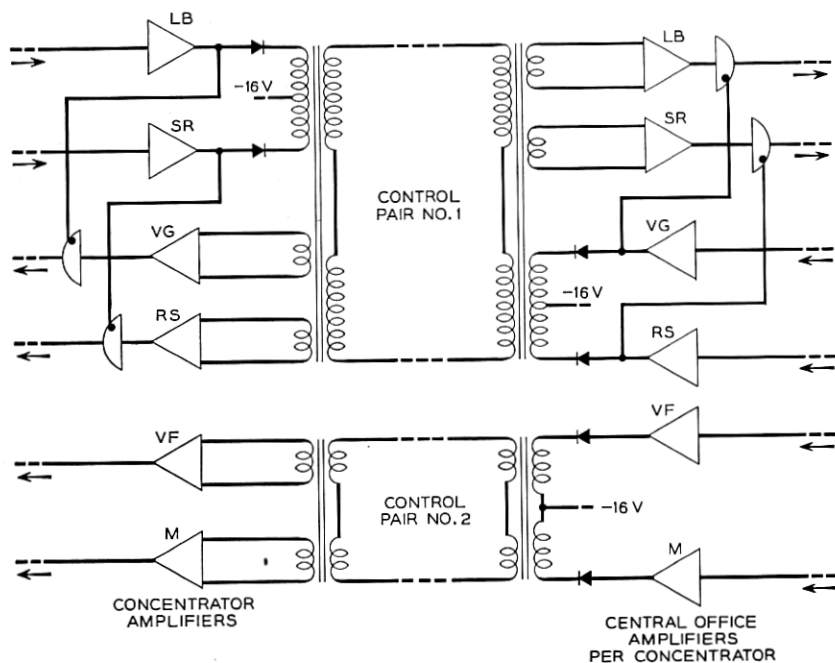 LB
LB
-16 V
SR
SR
CONTROL
PAIR NO.1
VG
VG
-16 V
RS
RS
VF
VF
CONTROL
PAIR NO.2
-16 V
M
M
CONCENTRATOR
AMPLIFIERS
CENTRAL OFFICE
AMPLIFIERS
PER CONCENTRATOR